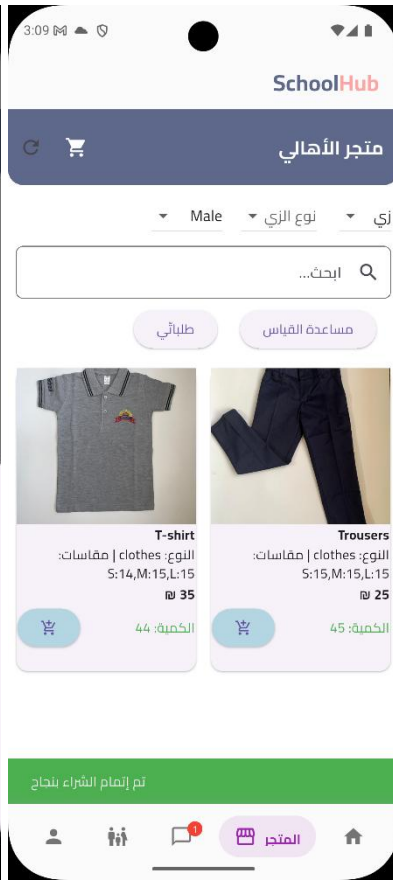 3:09
SchoolHub
متجر الأهالي
زي نوع الزي Male
ابحث...
مساعدة القياس طلباتي
Trousers
النوع: clothes | مقاسات:
S:15,M:15,L:15
25 ₪
الكمية: 45
T-shirt
النوع: clothes | مقاسات:
S:14,M:15,L:15
35 ₪
الكمية: 44
تم إتمام الشراء بنجاح
المتجر 1